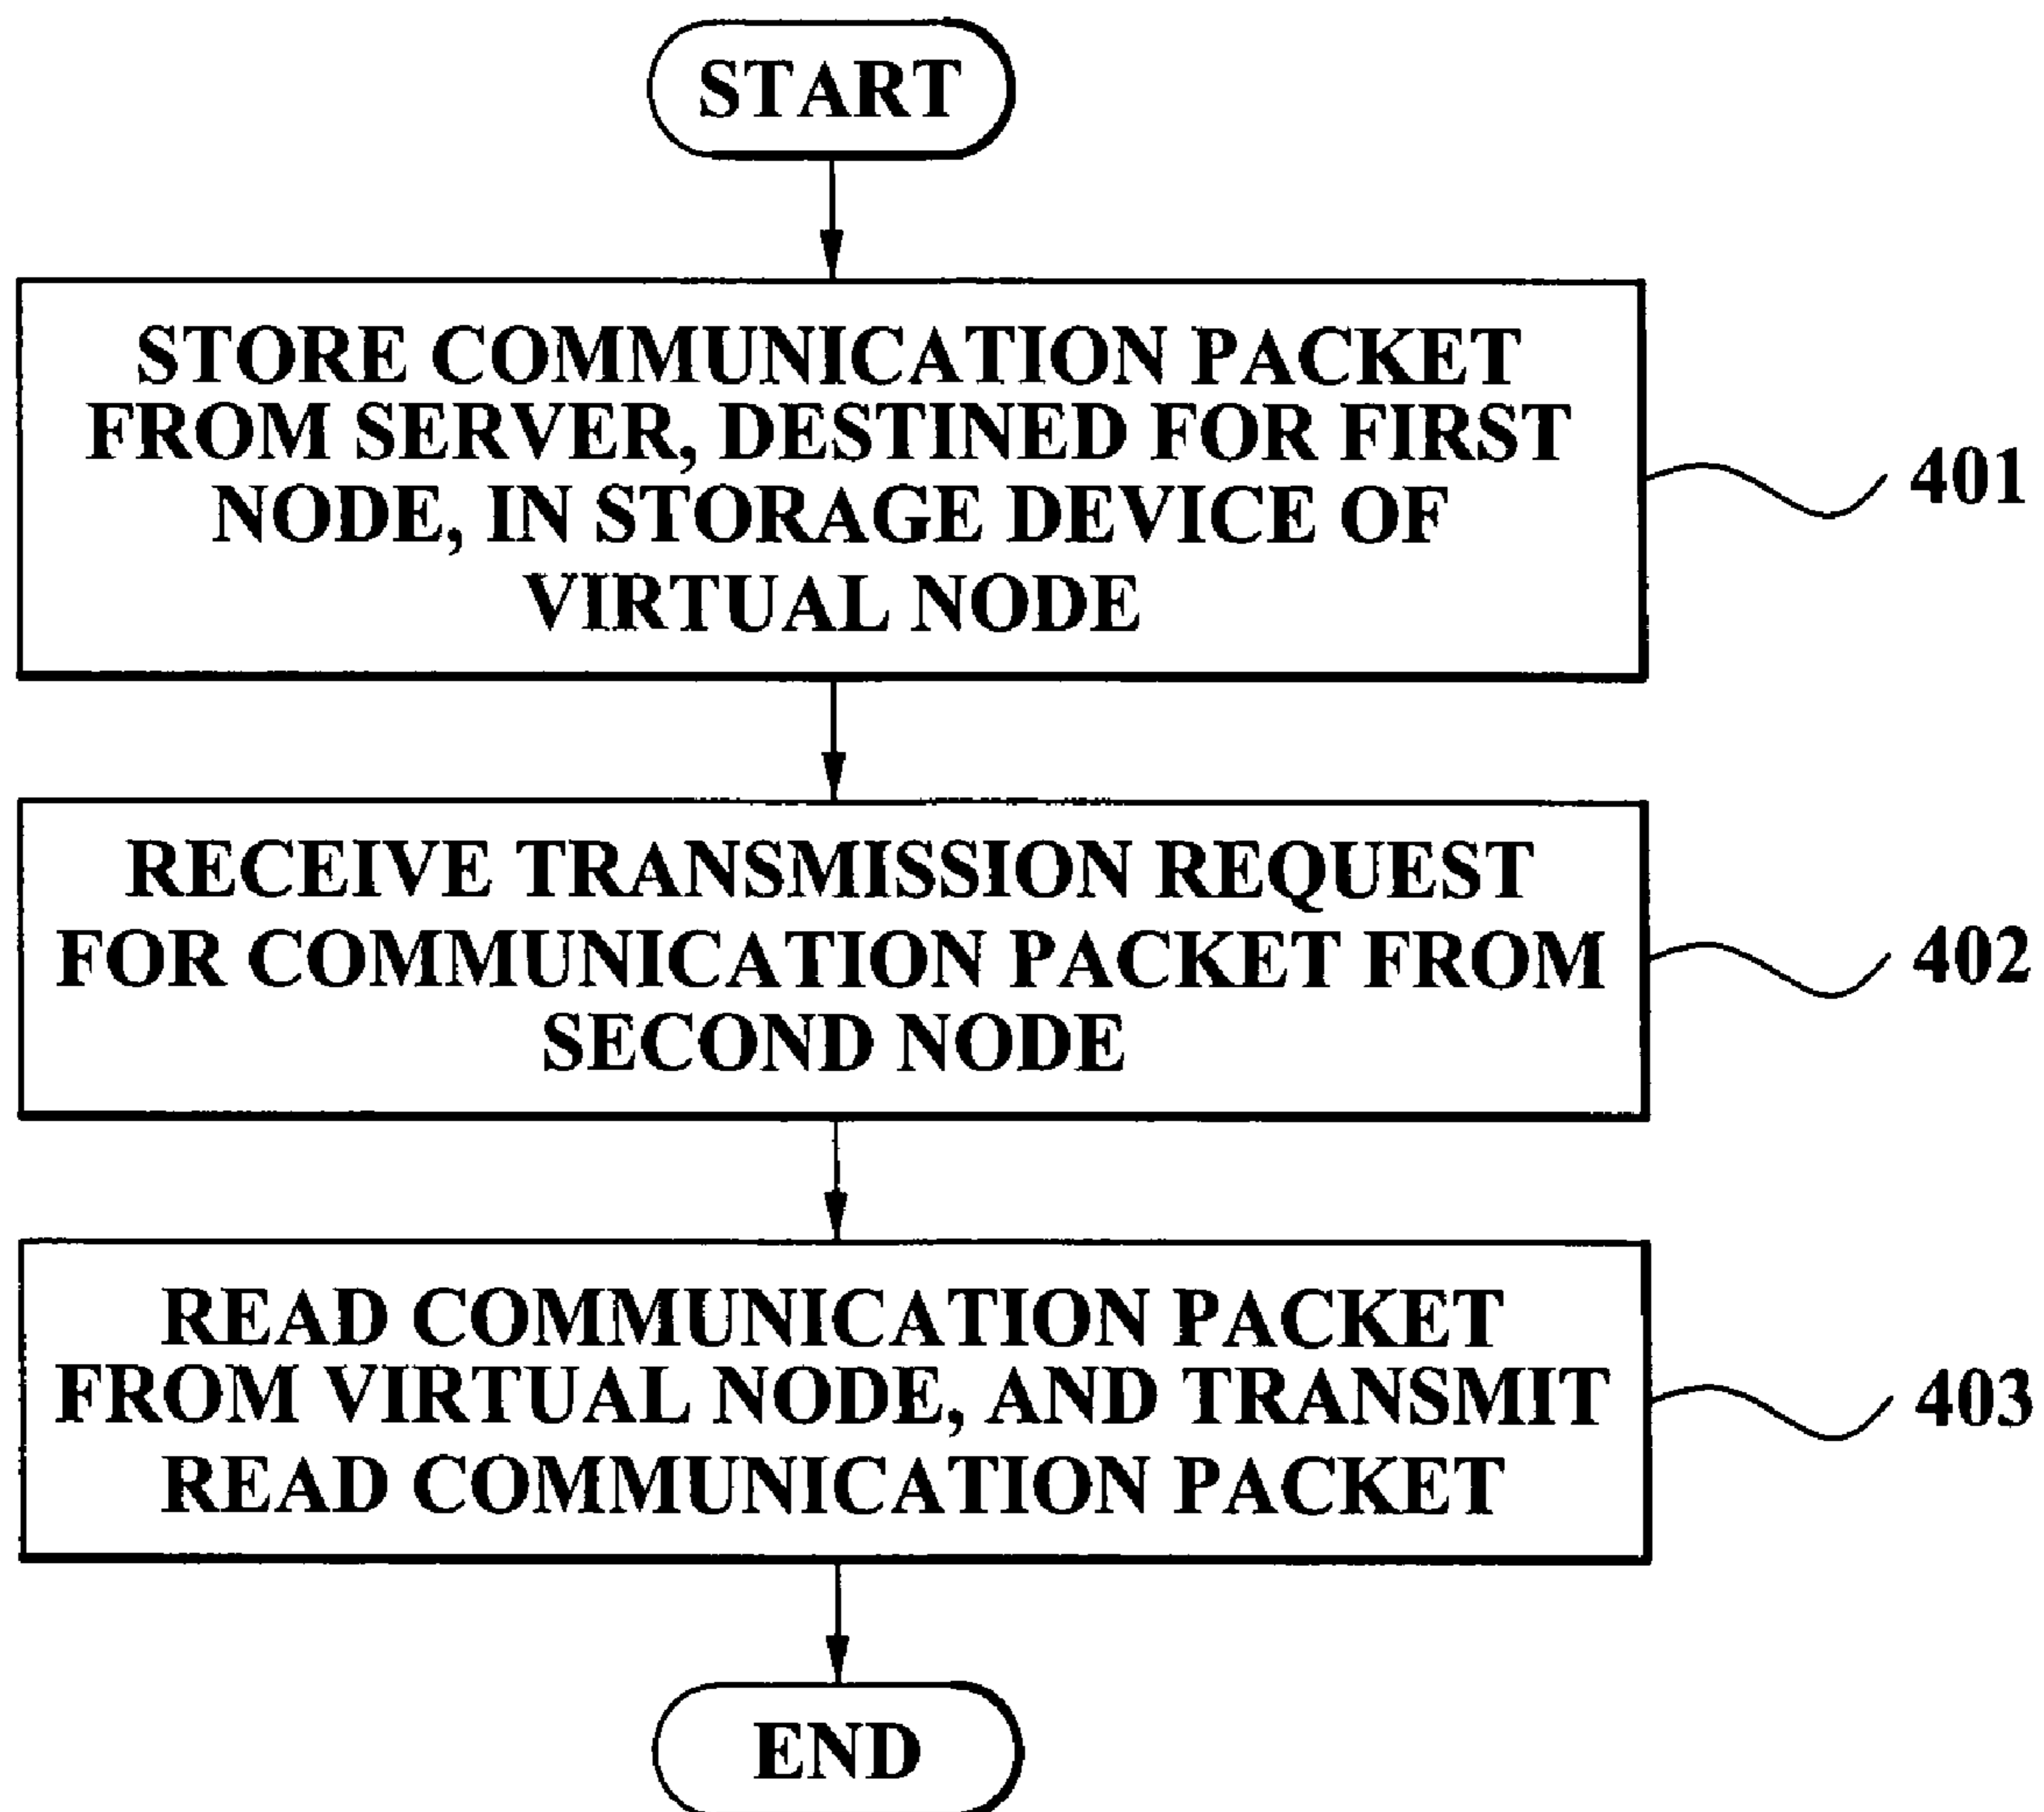 START
STORE COMMUNICATION PACKET
FROM SERVER, DESTINED FOR FIRST
NODE, IN STORAGE DEVICE OF
VIRTUAL NODE
401
RECEIVE TRANSMISSION REQUEST
FOR COMMUNICATION PACKET FROM
SECOND NODE
402
READ COMMUNICATION PACKET
FROM VIRTUAL NODE, AND TRANSMIT
READ COMMUNICATION PACKET
403
END